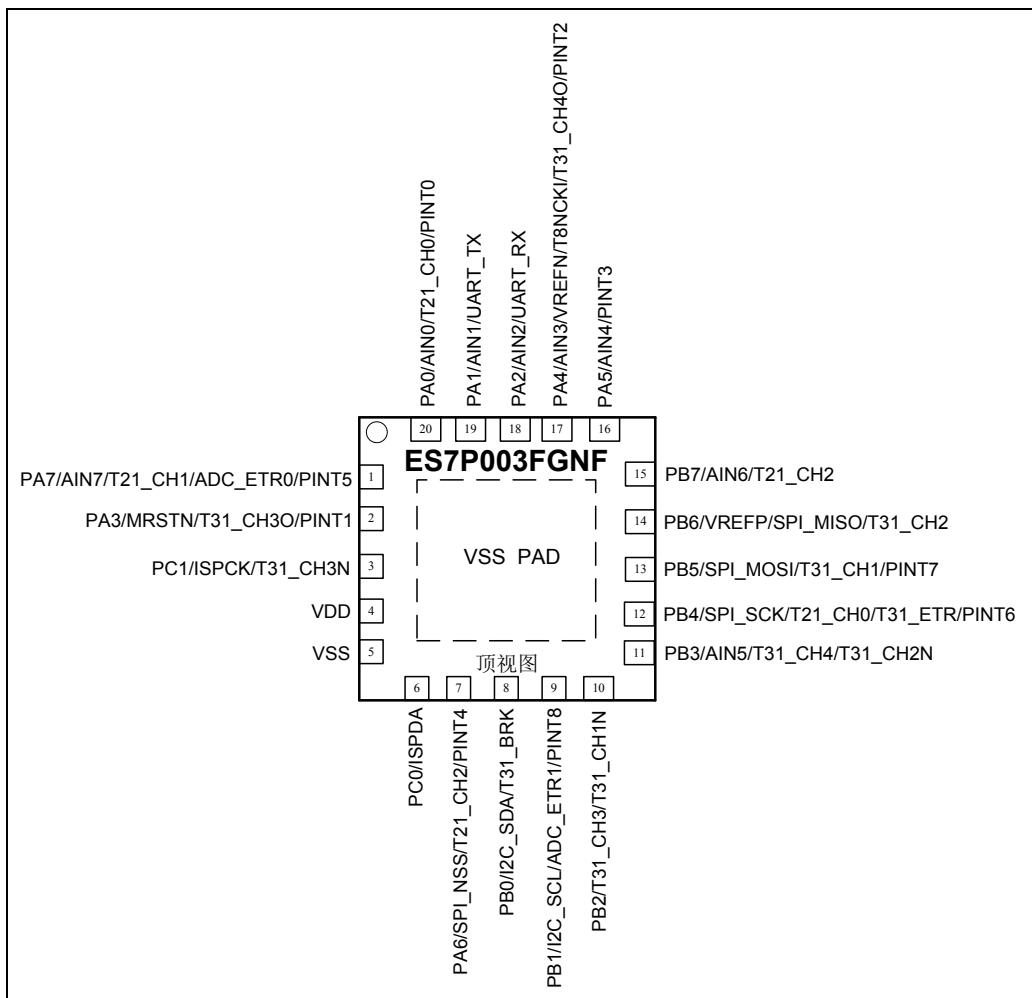 PA0/AIN0/T21_CH0/PINT0
PA1/AIN1/UART_TX
PA2/AIN2/UART_RX
PA4/AIN3/VREFN/T8NCKI/T31_CH4O/PINT2
PA5/AIN4/PINT3
20
19
18
17
16
ES7P003FGNF
PA7/AIN7/T21_CH1/ADC_ETR0/PINT5
1
PA3/MRSTN/T31_CH3O/PINT1
2
PC1/ISPCK/T31_CH3N
3
VDD
4
VSS
5
VSS PAD
顶视图
15
PB7/AIN6/T21_CH2
14
PB6/VREFP/SPI_MISO/T31_CH2
13
PB5/SPI_MOSI/T31_CH1/PINT7
12
PB4/SPI_SCK/T21_CH0/T31_ETR/PINT6
11
PB3/AIN5/T31_CH4/T31_CH2N
6
7
8
9
10
PC0/ISPDA
PA6/SPI_NSS/T21_CH2/PINT4
PB0/I2C_SDA/T31_BRK
PB1/I2C_SCL/ADC_ETR1/PINT8
PB2/T31_CH3/T31_CH1N